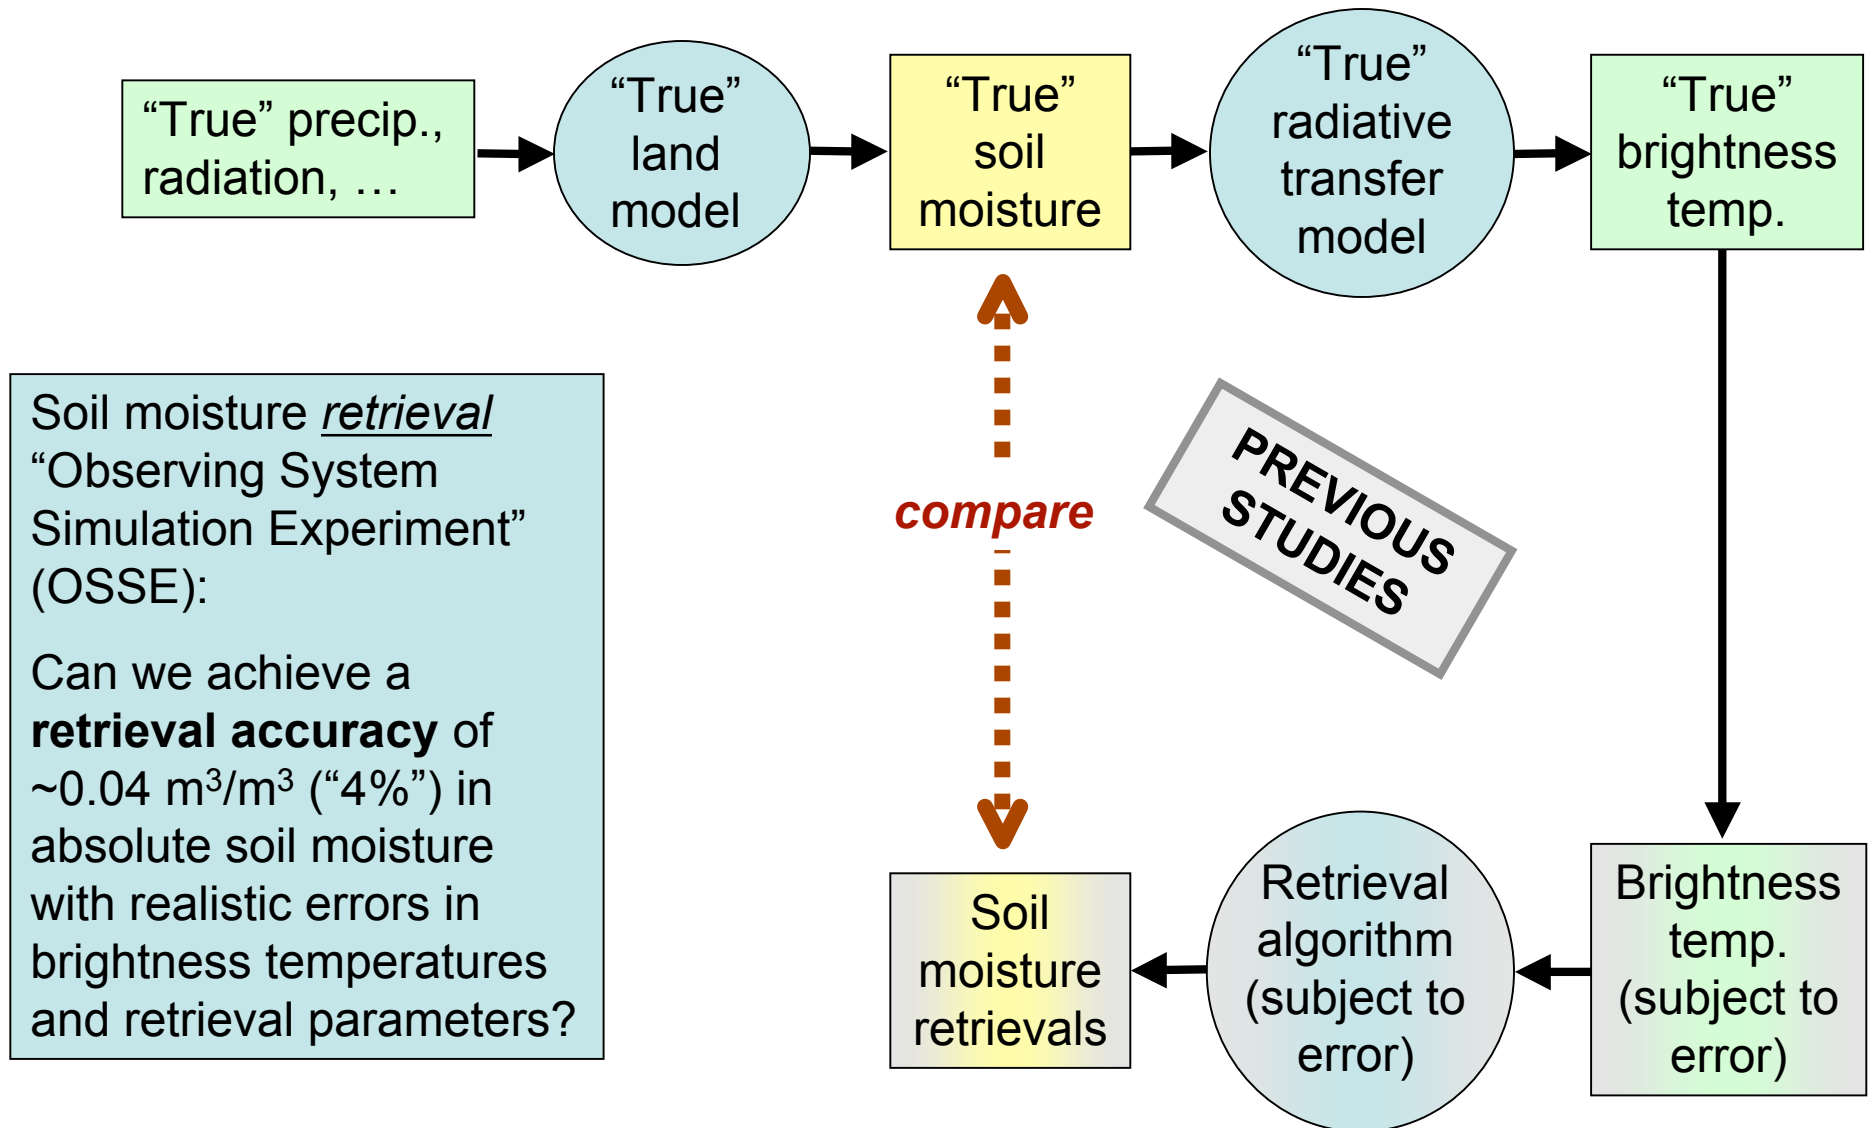 “True” precip.,
radiation, …
“True”
land
model
“True”
soil
moisture
“True”
radiative
transfer
model
“True”
brightness
temp.
Soil moisture retrieval
“Observing System
Simulation Experiment”
(OSSE):
Can we achieve a
retrieval accuracy of
~0.04 m³/m³ (“4%”) in
absolute soil moisture
with realistic errors in
brightness temperatures
and retrieval parameters?
compare
PREVIOUS
STUDIES
Soil
moisture
retrievals
Retrieval
algorithm
(subject to
error)
Brightness
temp.
(subject to
error)